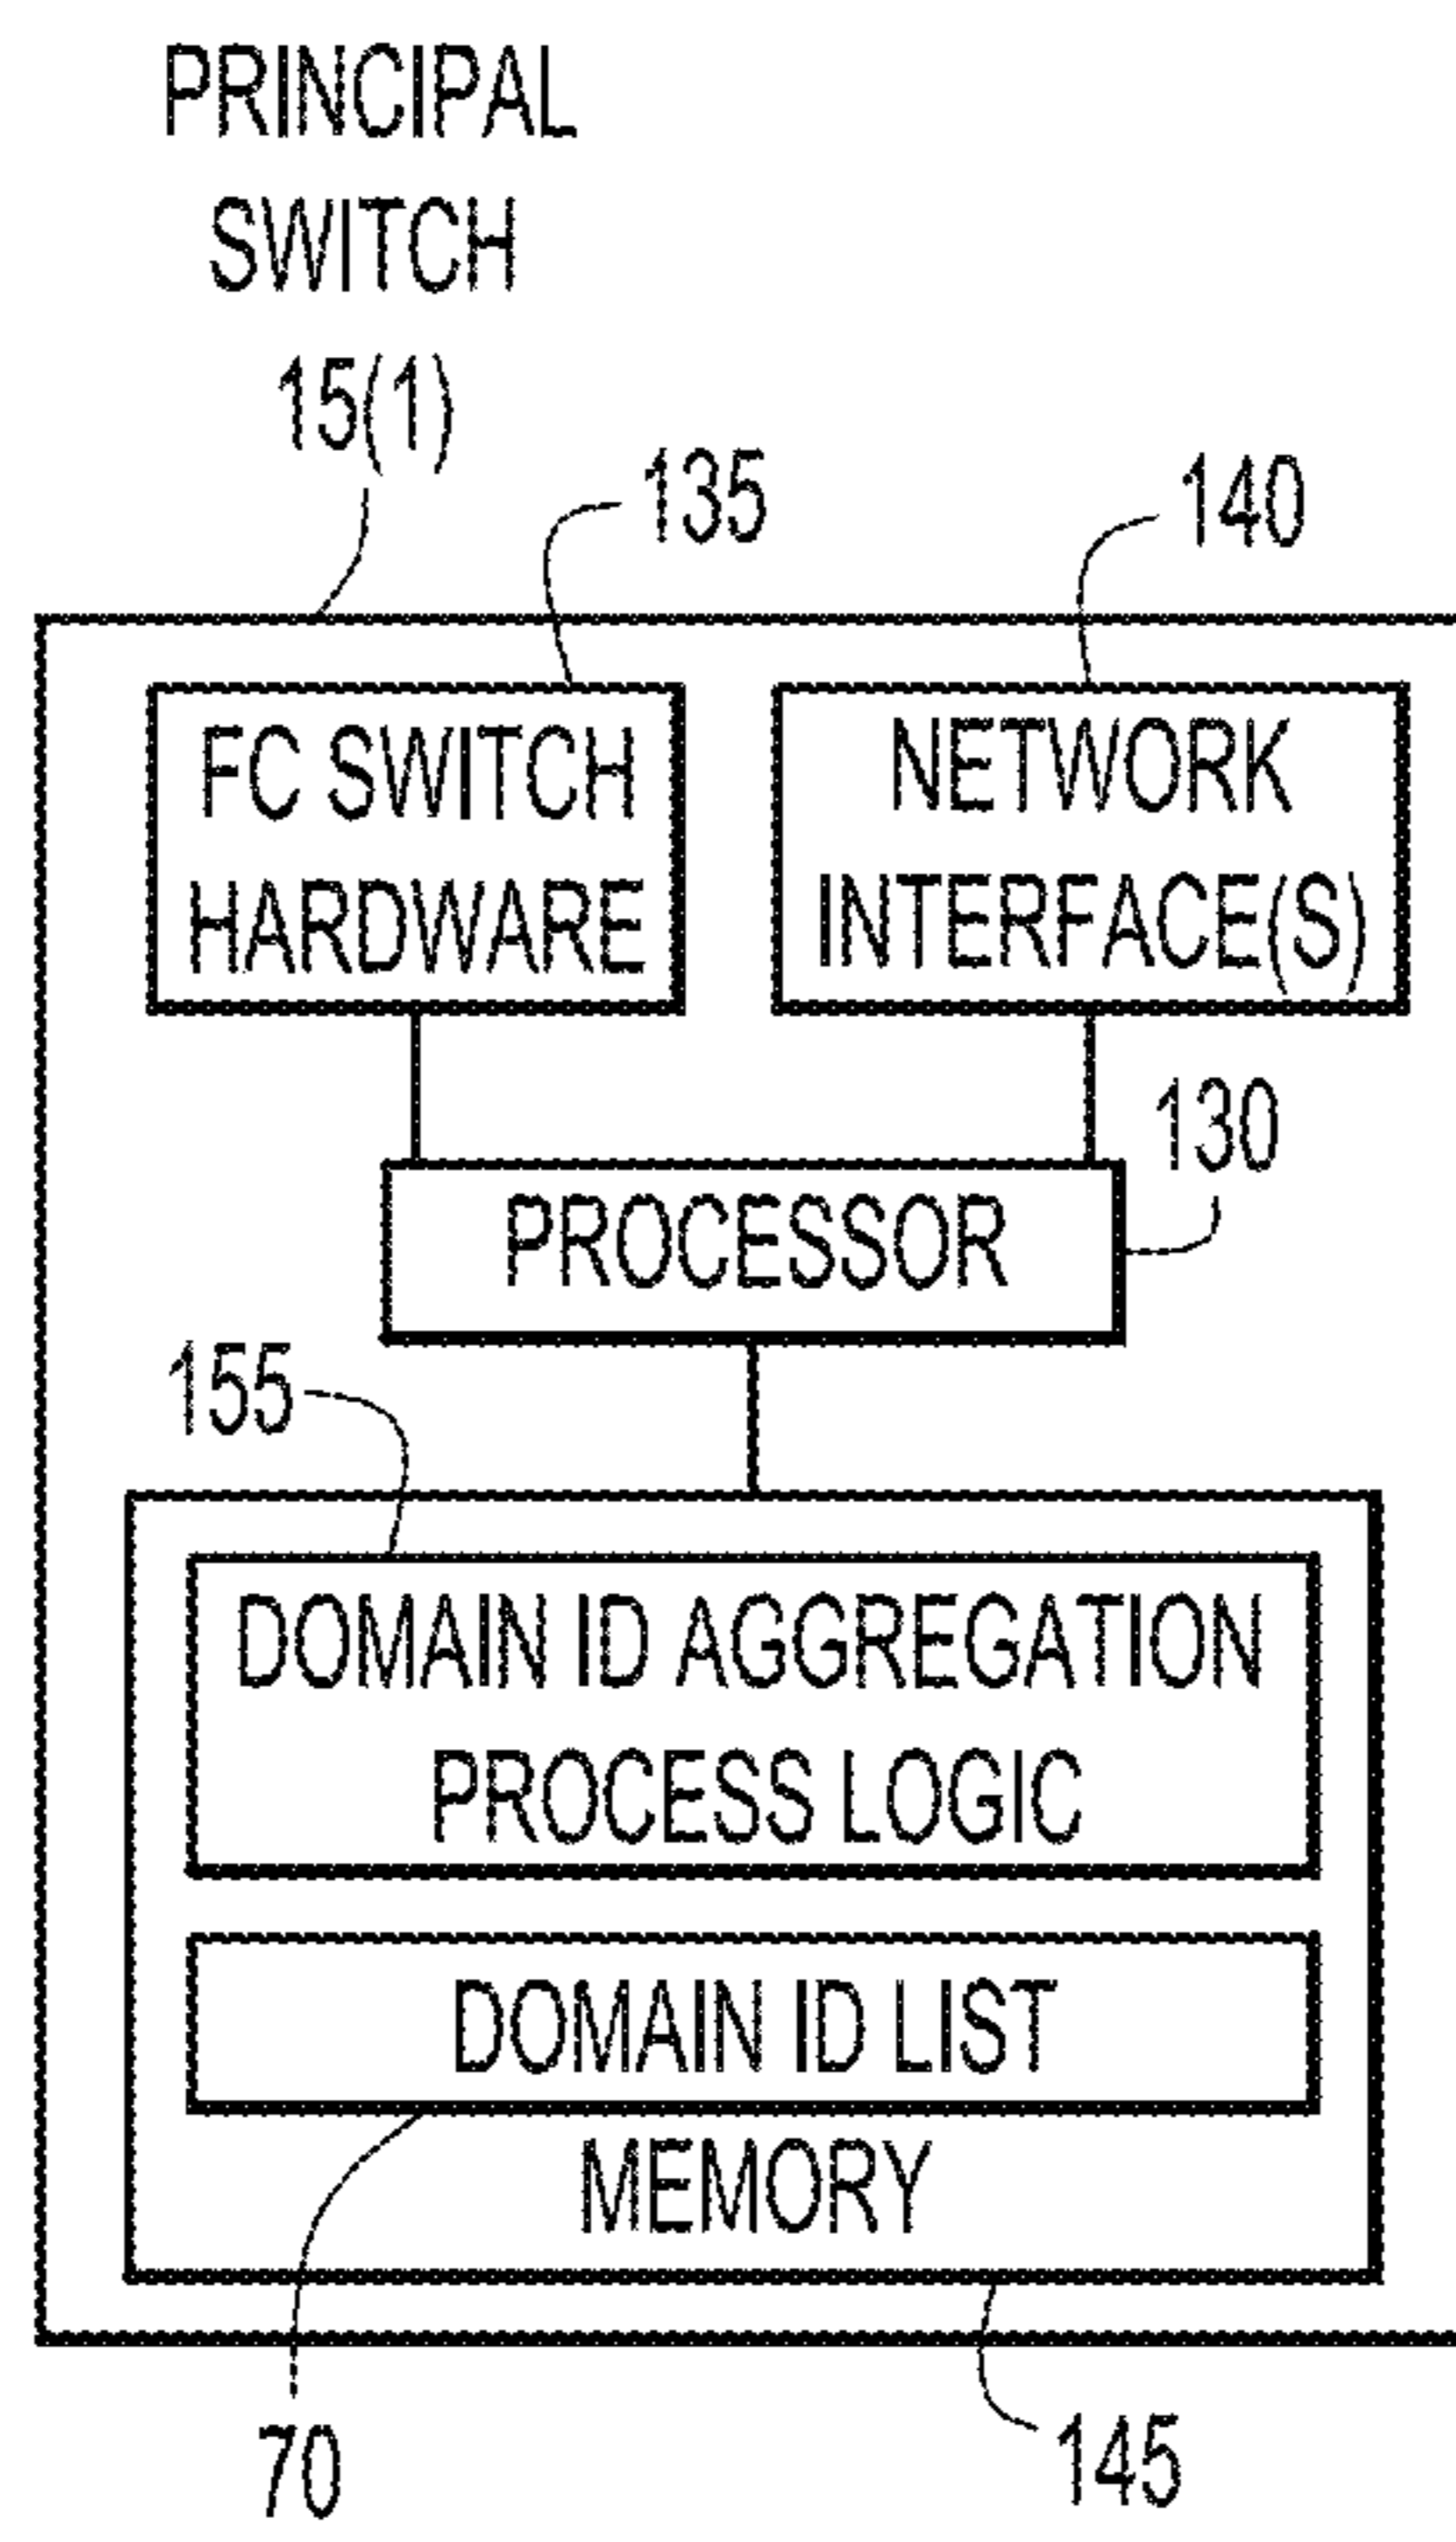 PRINCIPAL
SWITCH
15(1)
135
140
FC SWITCH
HARDWARE
NETWORK
INTERFACE(S)
130
PROCESSOR
155
DOMAIN ID AGGREGATION
PROCESS LOGIC
DOMAIN ID LIST
MEMORY
70
145